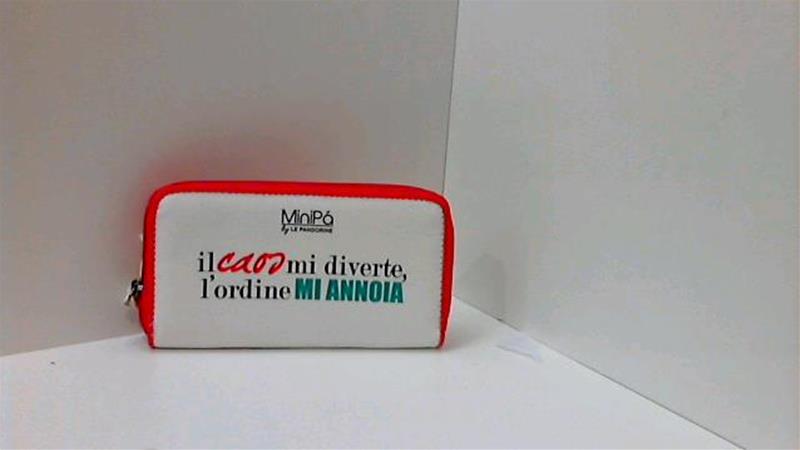 MiniPá
by LE PANDORINE
il caos mi diverte,
l'ordine MI ANNOIA